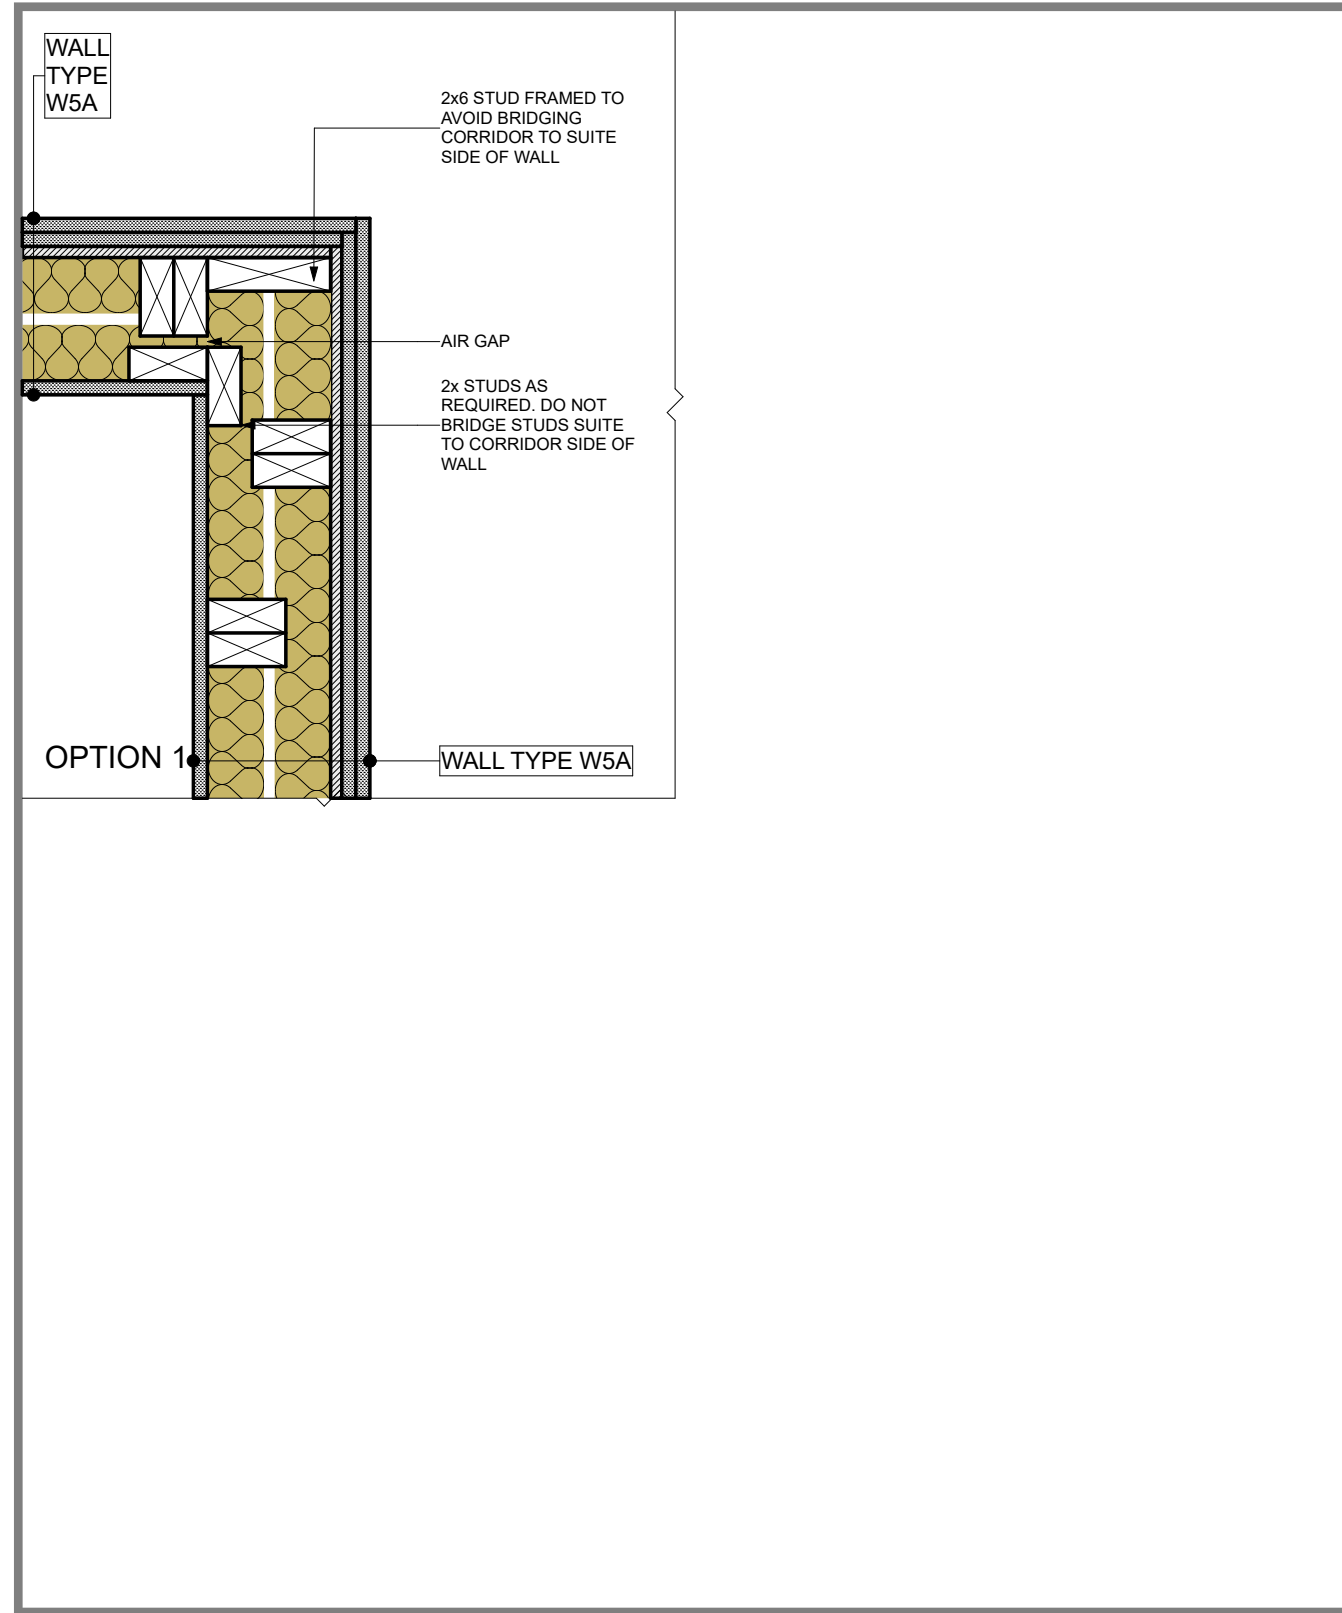 WALL
TYPE
W5A
2x6 STUD FRAMED TO
AVOID BRIDGING
CORRIDOR TO SUITE
SIDE OF WALL
AIR GAP
2x STUDS AS
REQUIRED. DO NOT
BRIDGE STUDS SUITE
TO CORRIDOR SIDE OF
WALL
OPTION 1
WALL TYPE W5A